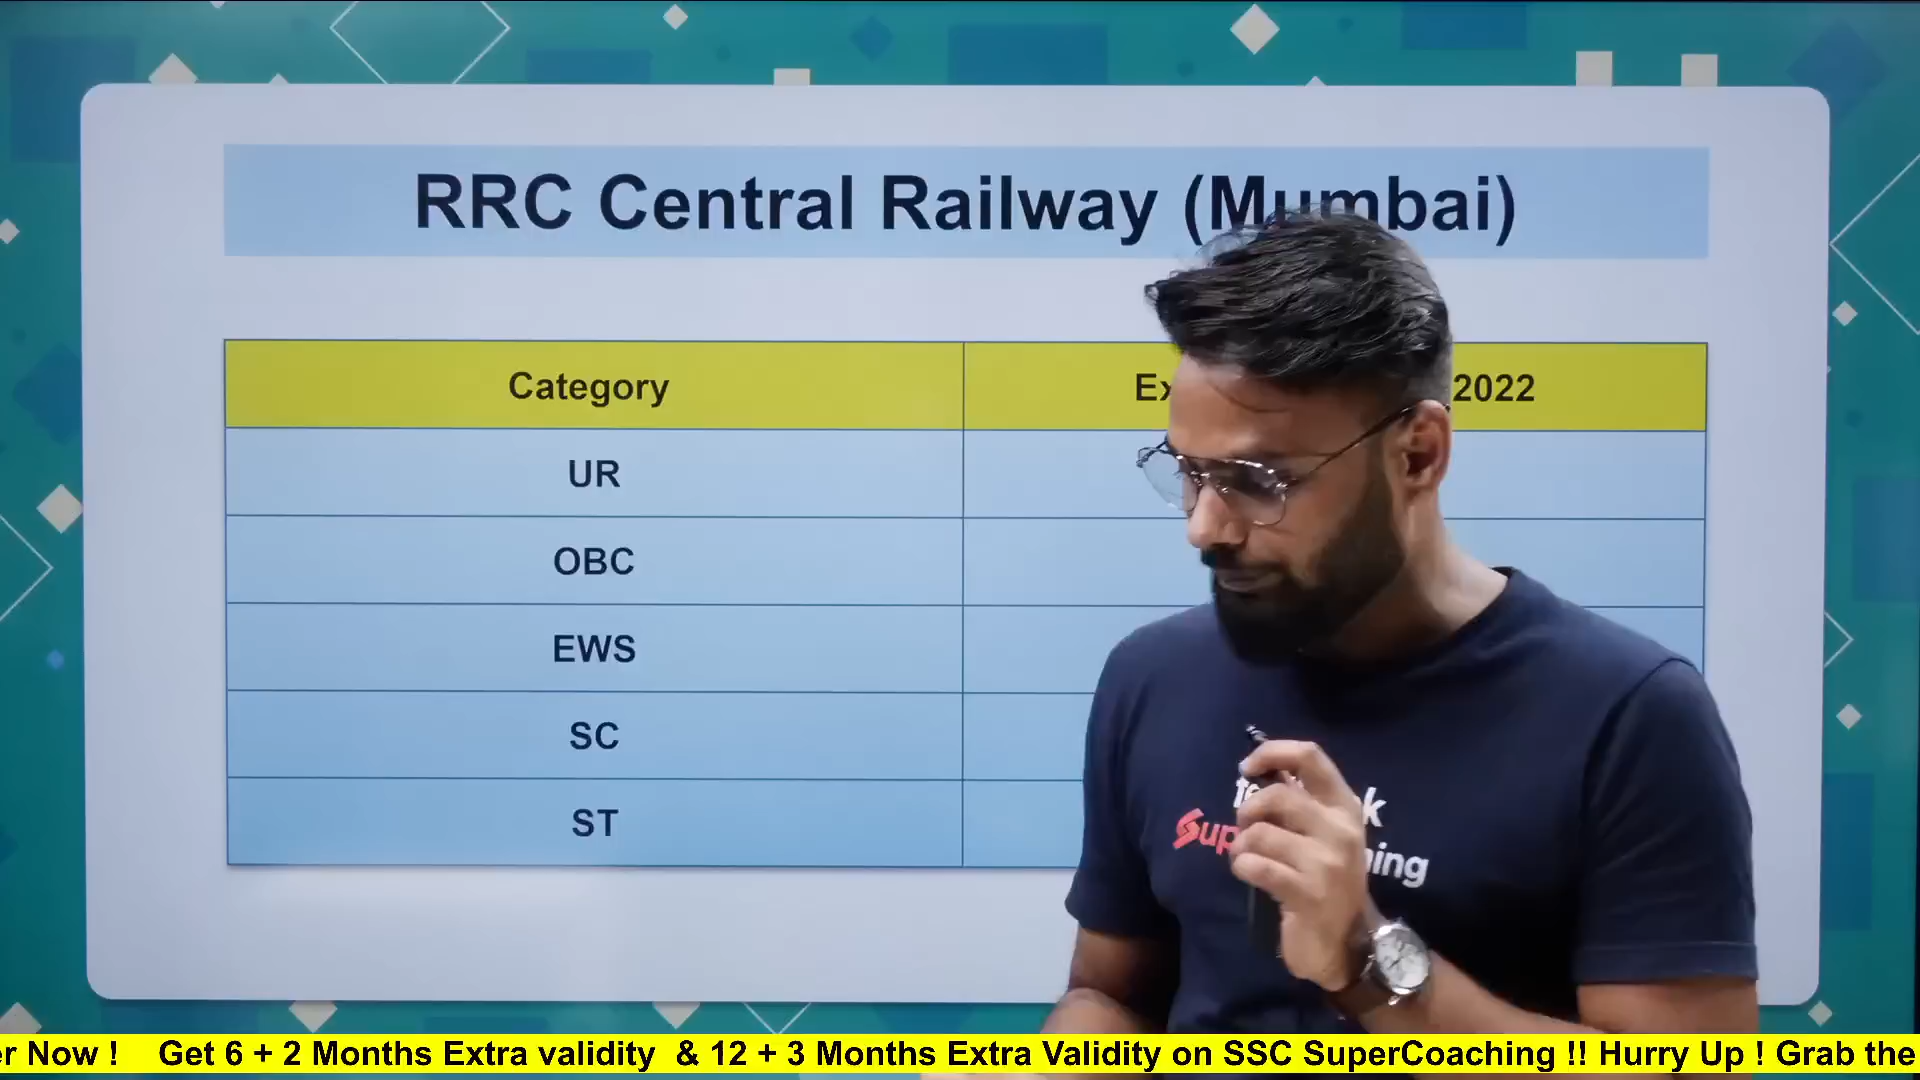 RRC Central Railway (Mumbai)
Category 2022
UR
OBC
EWS
SC
ST
Now ! Get 6 + 2 Months Extra validity & 12 + 3 Months Extra Validity on SSC SuperCoaching !! Hurry Up ! Grab the